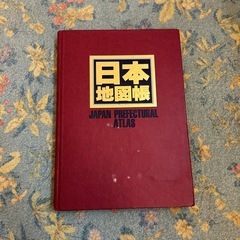 日本
地図帳
JAPAN PREFECTURAL
ATLAS